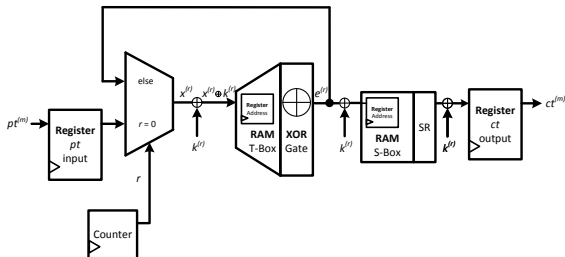 else
r = 0
pt^(m)
Register
pt
input
r
Counter
x^(r)
x^(r) ⊕ k^(r)
k^(r)
Register
Address
RAM
T-Box
XOR
Gate
e^(r)
k^(r)
Register
Address
RAM
S-Box
SR
k^(r)
Register
ct
output
ct^(m)